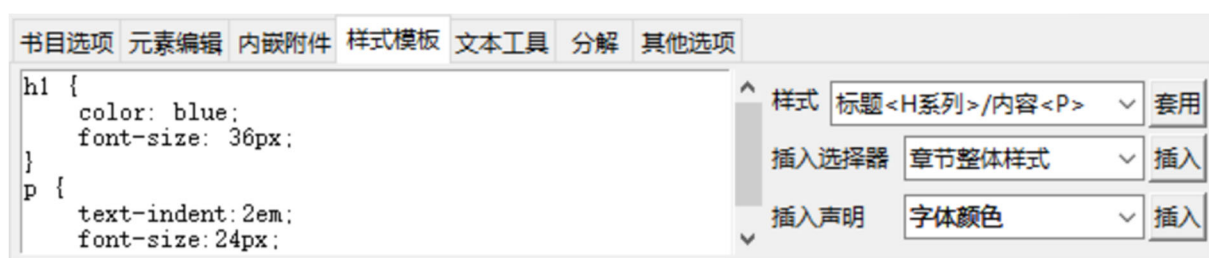 书目选项 元素编辑 内嵌附件 样式模板 文本工具 分解 其他选项
h1 {
    color: blue;
    font-size: 36px;
}
p {
    text-indent:2em;
    font-size:24px;
样式 标题<H系列>/内容<P> 套用
插入选择器 章节整体样式 插入
插入声明 字体颜色 插入